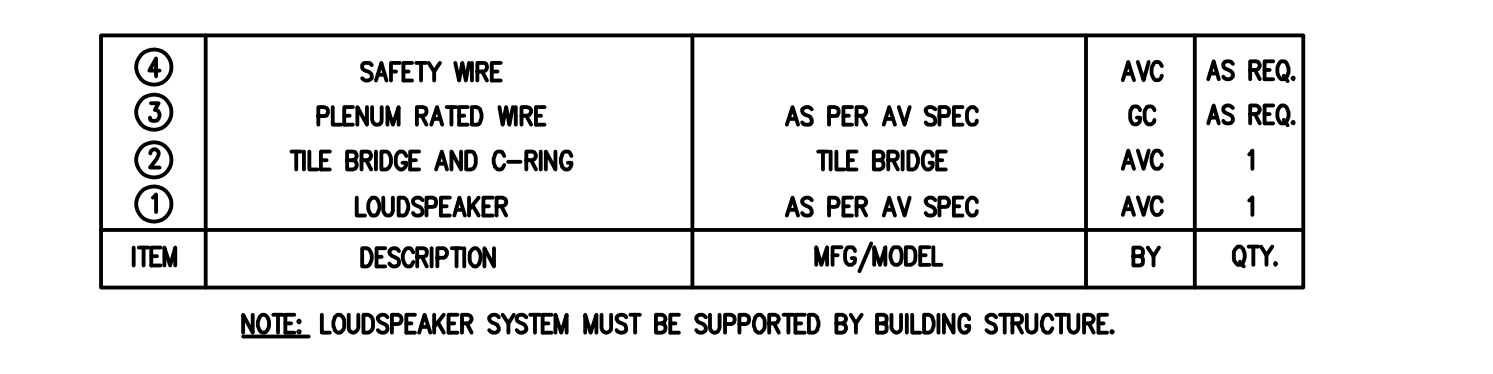 ④ SAFETY WIRE AVC AS REQ.
③ PLENUM RATED WIRE AS PER AV SPEC GC AS REQ.
② TILE BRIDGE AND C-RING TILE BRIDGE AVC 1
① LOUDSPEAKER AS PER AV SPEC AVC 1
ITEM DESCRIPTION MFG/MODEL BY QTY.
NOTE: LOUDSPEAKER SYSTEM MUST BE SUPPORTED BY BUILDING STRUCTURE.